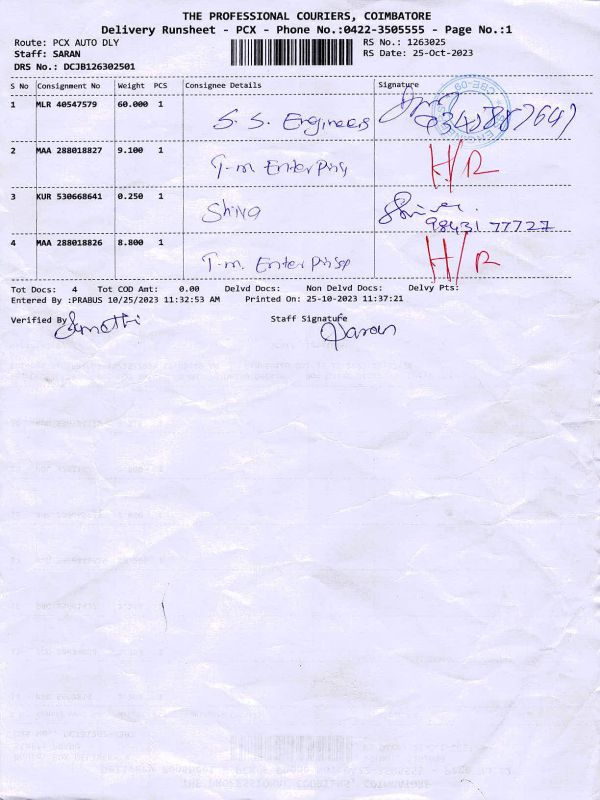 THE PROFESSIONAL COURIERS, COIMBATORE
Delivery Runsheet - PCX - Phone No.:0422-3505555 - Page No.:1
Route: PCX AUTO DLY RS No.: 1263025
Staff: SARAN RS Date: 25-Oct-2023
DRS No.: DCJB126302501
S No Consignment No Weight PCS Consignee Details Signature
1 MLR 40547579 60.000 1 S. S. Engineers
2 MAA 288018827 9.100 1 T.m Enterprise H/R
3 KUR 530668641 0.250 1 Shiva
98431 77727
4 MAA 288018826 8.800 1 T.m. Enterprise H/R
Tot Docs: 4 Tot COD Amt: 0.00 Delvd Docs: Non Delvd Docs: Delvy Pts:
Entered By :PRABUS 10/25/2023 11:32:53 AM Printed On: 25-10-2023 11:37:21
Verified By Staff Signature
Saran